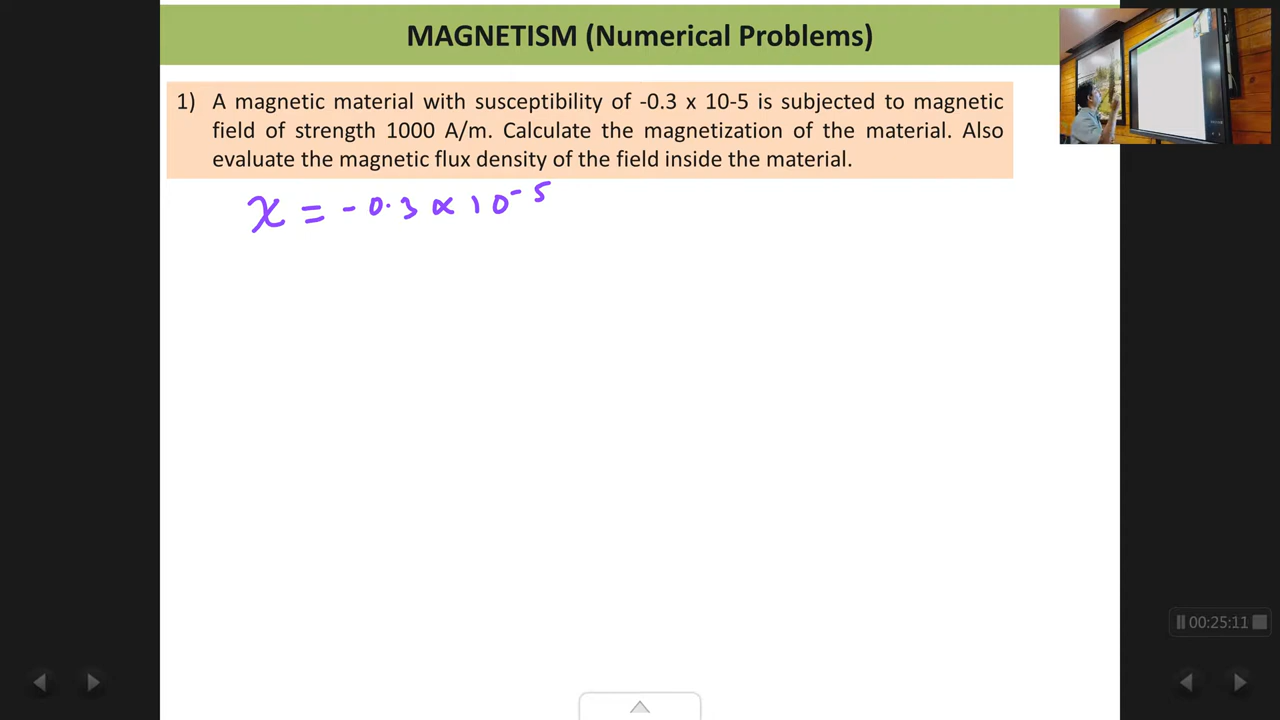 MAGNETISM (Numerical Problems)
1) A magnetic material with susceptibility of -0.3 x 10-5 is subjected to magnetic
field of strength 1000 A/m. Calculate the magnetization of the material. Also
evaluate the magnetic flux density of the field inside the material.
χ = -0.3 × 10⁻⁵
00:25:11